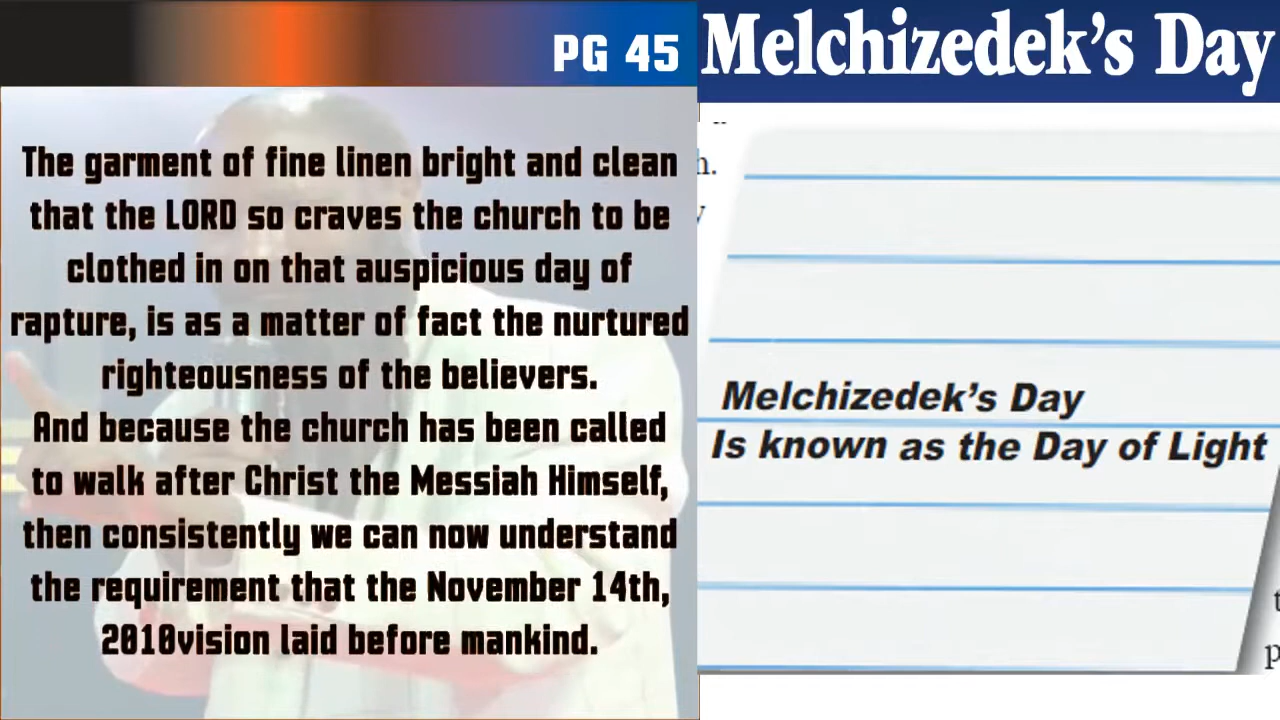 PG 45
Melchizedek's Day
The garment of fine linen bright and clean
that the LORD so craves the church to be
clothed in on that auspicious day of
rapture, is as a matter of fact the nurtured
righteousness of the believers.
And because the church has been called
to walk after Christ the Messiah Himself,
then consistently we can now understand
the requirement that the November 14th,
2010vision laid before mankind.
h.
Melchizedek's Day
Is known as the Day of Light